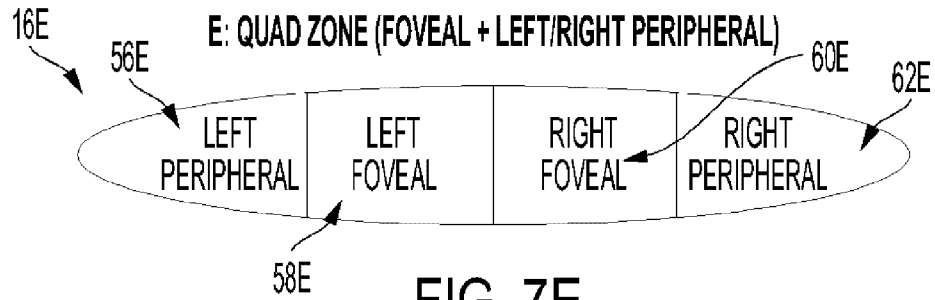 16E
E: QUAD ZONE (FOVEAL + LEFT/RIGHT PERIPHERAL)
56E
60E
62E
LEFT PERIPHERAL
LEFT FOVEAL
RIGHT FOVEAL
RIGHT PERIPHERAL
58E
FIG. 7E